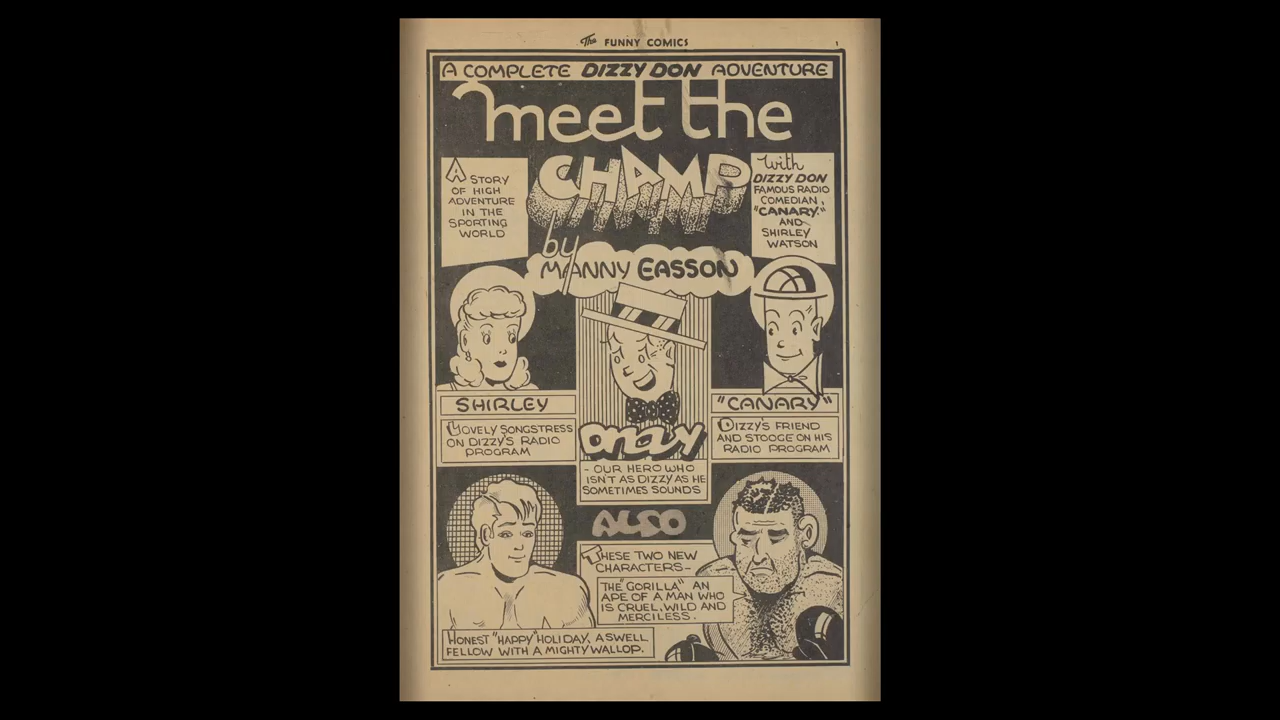 The FUNNY COMICS 1
A COMPLETE DIZZY DON ADVENTURE
meet the
CHAMP
A STORY
OF HIGH
ADVENTURE
IN THE
SPORTING
WORLD
with
DIZZY DON
FAMOUS RADIO
COMEDIAN,
"CANARY."
AND
SHIRLEY
WATSON
by
MANNY EASSON
SHIRLEY
LOVELY SONGSTRESS
ON DIZZY'S RADIO
PROGRAM
DIZZY
- OUR HERO WHO
ISN'T AS DIZZY AS HE
SOMETIMES SOUNDS
"CANARY"
DIZZY'S FRIEND
AND STOOGE ON HIS
RADIO PROGRAM
ALSO
THESE TWO NEW
CHARACTERS-
THE "GORILLA" AN
APE OF A MAN WHO
IS CRUEL, WILD AND
MERCILESS.
HONEST "HAPPY" HOLIDAY, A SWELL
FELLOW WITH A MIGHTY WALLOP.